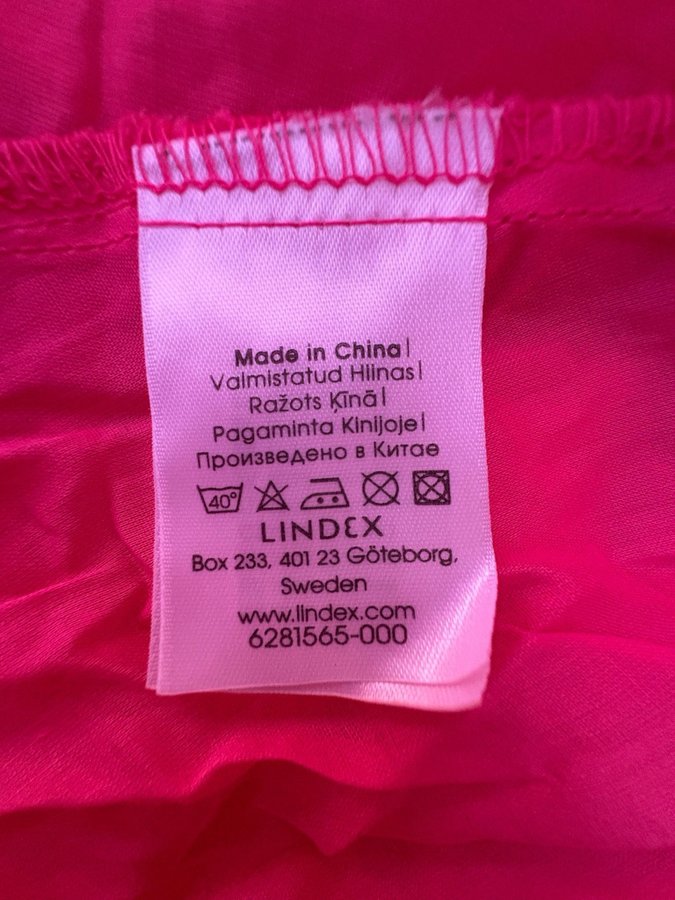 Made in China|
Valmistatud Hiinas|
Ražots Ķīnā|
Pagaminta Kinijoje|
Произведено в Китае
40°
LINDEX
Box 233, 401 23 Göteborg,
Sweden
www.lindex.com
6281565-000